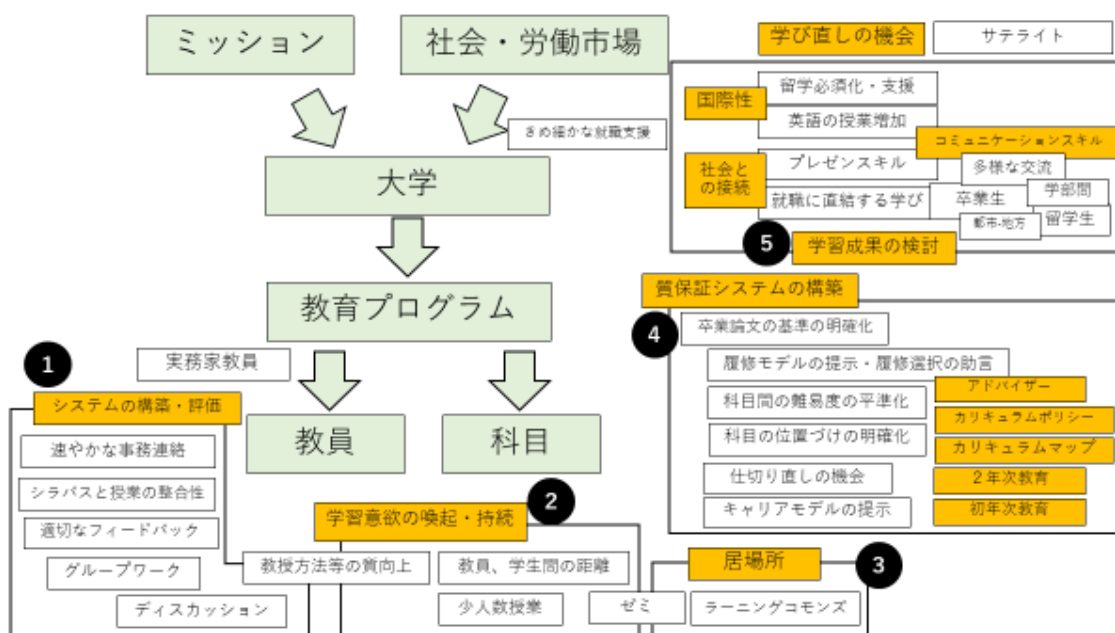 ミッション
社会・労働市場
学び直しの機会
サテライト
国際性
留学必須化・支援
英語の授業増加
きめ細かな就職支援
コミュニケーションスキル
社会と
の接続
プレゼンスキル
多様な交流
大学
就職に直結する学び
卒業生
学部間
都市・地方
留学生
5
学習成果の検討
教育プログラム
質保証システムの構築
4
卒業論文の基準の明確化
1
実務家教員
履修モデルの提示・履修選択の助言
アドバイザー
システムの構築・評価
科目間の難易度の平準化
カリキュラムポリシー
教員
科目
速やかな事務連絡
科目の位置づけの明確化
カリキュラムマップ
仕切り直しの機会
2年次教育
シラバスと授業の整合性
2
学習意欲の喚起・持続
キャリアモデルの提示
初年次教育
適切なフィードバック
グループワーク
教授方法等の質向上
教員、学生間の距離
居場所
3
ディスカッション
少人数授業
ゼミ
ラーニングコモンズ